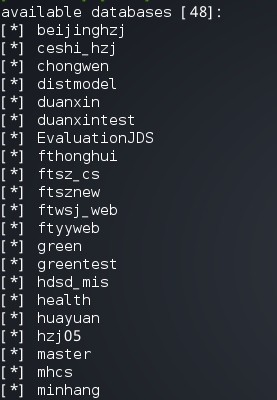 available databases [48]:
[*] beijinghzj
[*] ceshi_hzj
[*] chongwen
[*] distmodel
[*] duanxin
[*] duanxintest
[*] EvaluationJDS
[*] fthonghui
[*] ftsz_cs
[*] ftsznew
[*] ftwsj_web
[*] ftyyweb
[*] green
[*] greentest
[*] hdsd_mis
[*] health
[*] huayuan
[*] hzj05
[*] master
[*] mhcs
[*] minhang